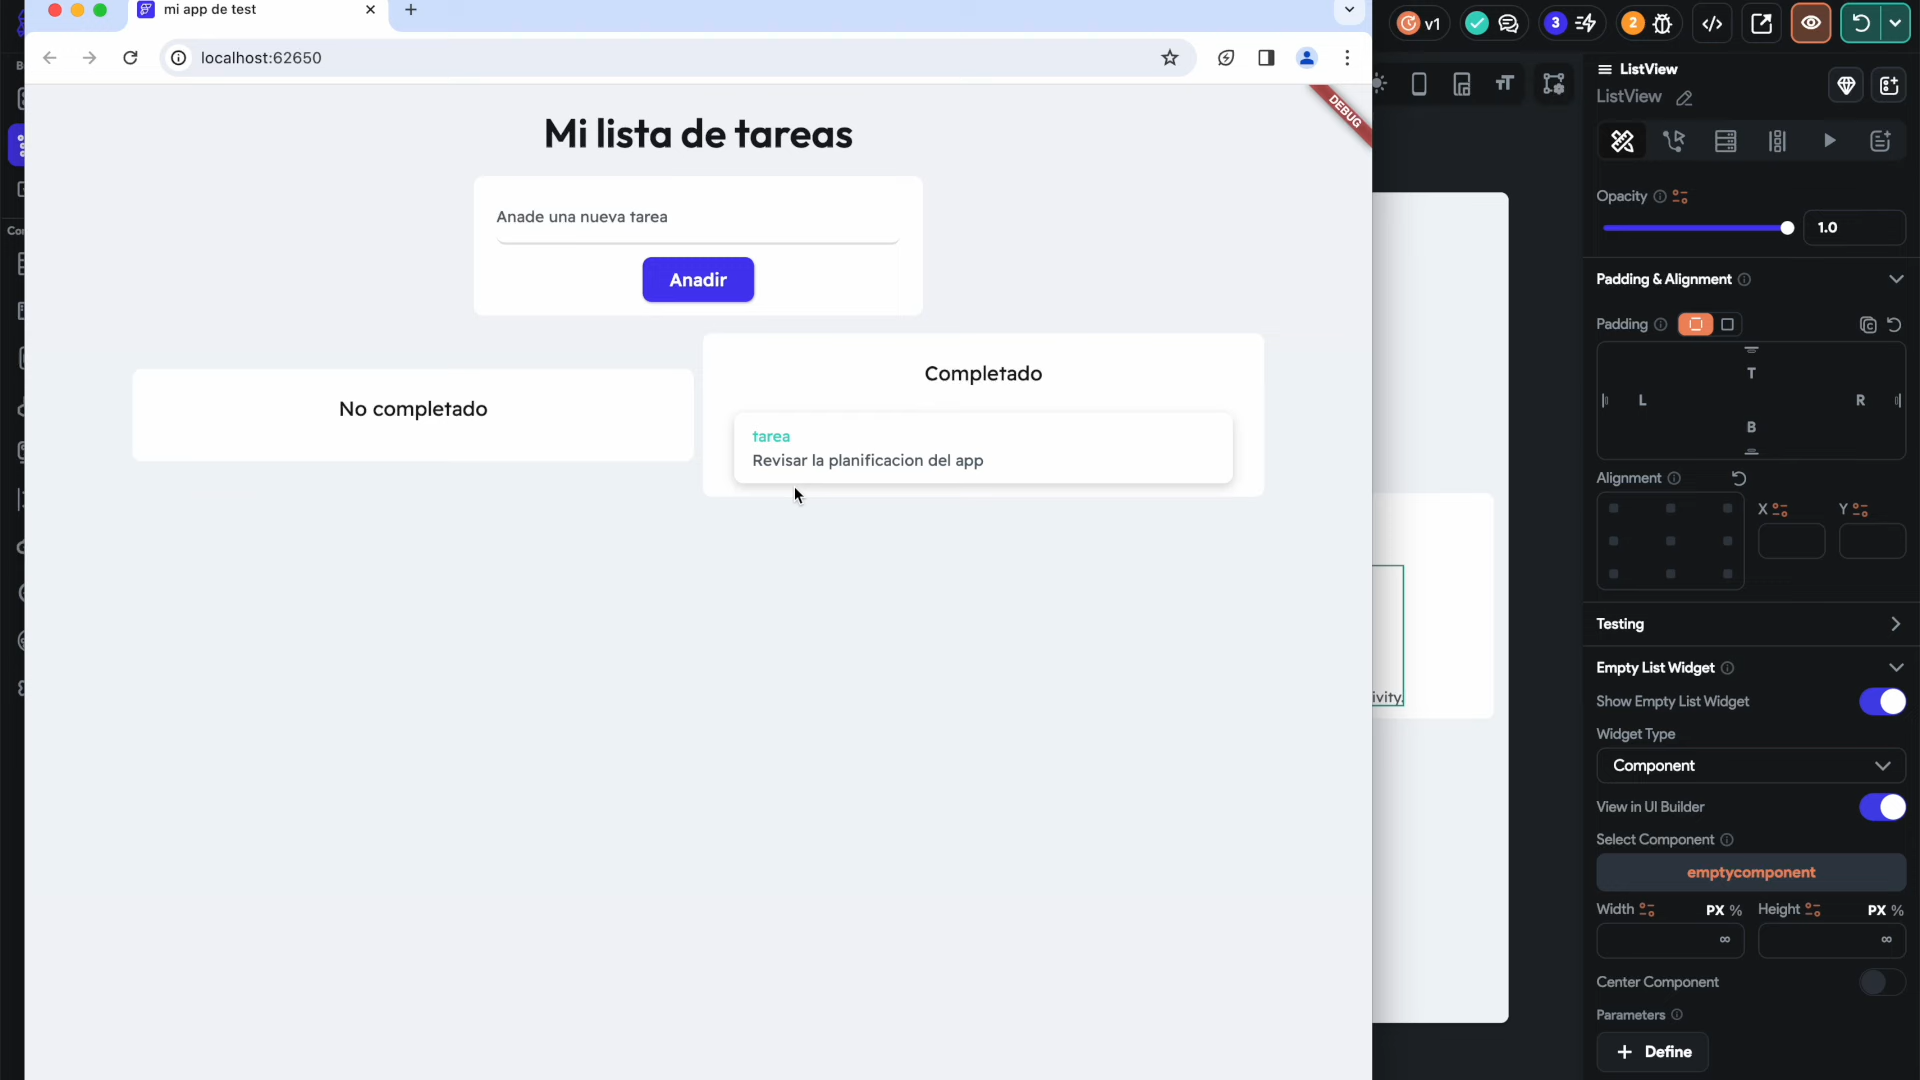 mi app de test
localhost:62650
DEBUG
Mi lista de tareas
Anade una nueva tarea
Anadir
No completado
Completado
tarea
Revisar la planificacion del app
ivity.
v1
3
2
ListView
ListView
Opacity
1.0
Padding & Alignment
Padding
T
L
R
B
Alignment
X
Y
Testing
Empty List Widget
Show Empty List Widget
Widget Type
Component
View in UI Builder
Select Component
emptycomponent
Width PX % Height PX %
∞ ∞
Center Component
Parameters
+ Define